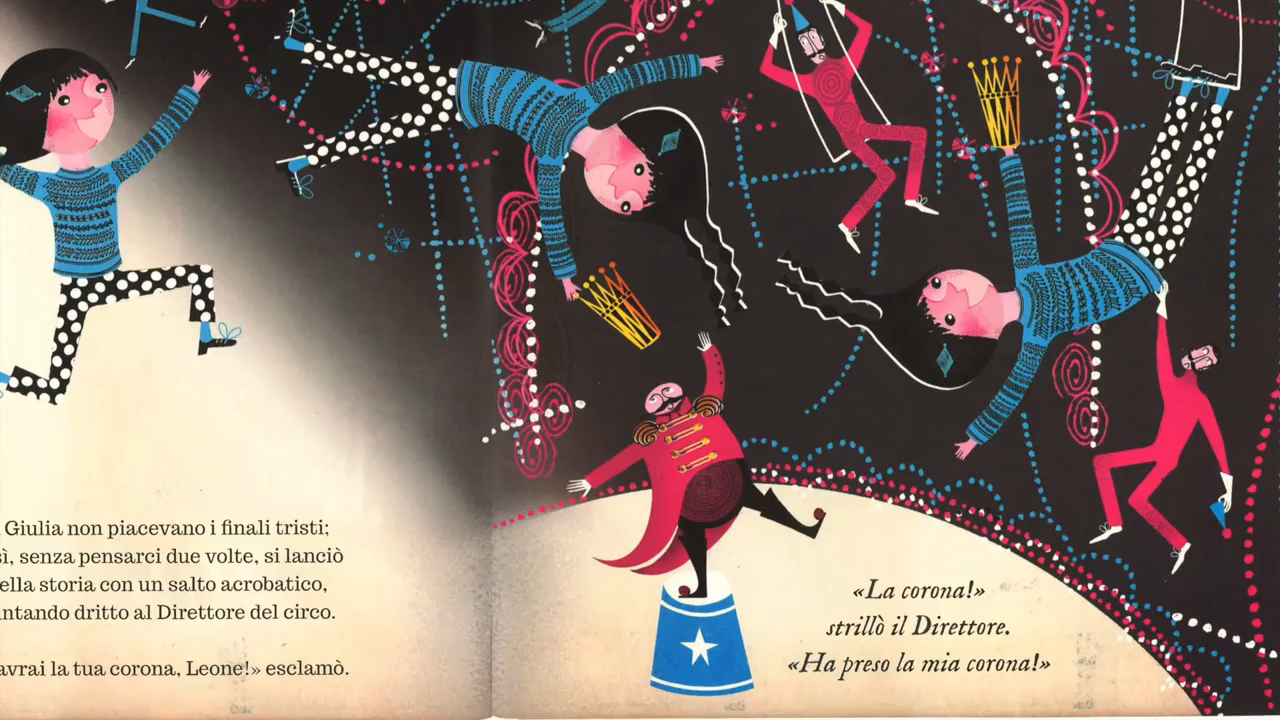 Giulia non piacevano i finali tristi;
sì, senza pensarci due volte, si lanciò
ella storia con un salto acrobatico,
untando dritto al Direttore del circo.
avrai la tua corona, Leone!» esclamò.
«La corona!»
strillò il Direttore.
«Ha preso la mia corona!»